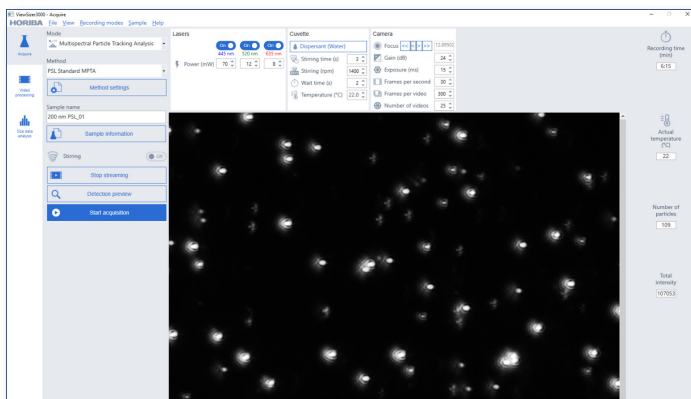 ViewSizer3000 - Acquire
HORIBA File View Recording modes Sample Help
Acquire
Video processing
Size data analysis
Mode
Multispectral Particle Tracking Analysis
Method
PSL Standard MPTA
Method settings
Sample name
200 nm PSL_01
Sample information
Stirring Off
Stop streaming
Detection preview
Start acquisition
Lasers
On On On
445 nm 520 nm 635 nm
Power (mW) 70 12 8
Cuvette
Dispersant (Water)
Stirring time (s) 3
Stirring (rpm) 1400
Wait time (s) 2
Temperature (°C) 22.0
Camera
Focus << < > >> 12.89502
Gain (dB) 24
Exposure (ms) 15
Frames per second 30
Frames per video 300
Number of videos 25
Recording time
(min)
6:15
Actual
temperature
(°C)
22
Number of
particles
109
Total
intensity
107053